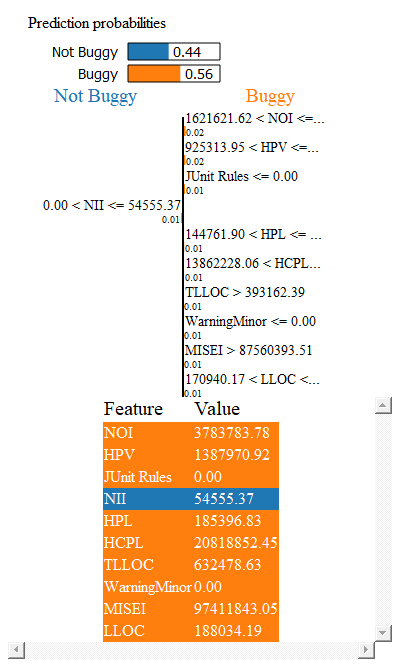 Prediction probabilities
Not Buggy 0.44
Buggy 0.56
Not Buggy Buggy
1621621.62 < NOI <=...
0.02
925313.95 < HPV <=...
0.02
JUnit Rules <= 0.00
0.01
0.00 < NII <= 54555.37
0.01
144761.90 < HPL <= ...
0.01
13862228.06 < HCPL...
0.01
TLLOC > 393162.39
0.01
WarningMinor <= 0.00
0.01
MISEI > 87560393.51
0.01
170940.17 < LLOC <...
0.01
Feature Value
NOI 3783783.78
HPV 1387970.92
JUnit Rules 0.00
NII 54555.37
HPL 185396.83
HCPL 20818852.45
TLLOC 632478.63
WarningMinor 0.00
MISEI 97411843.05
LLOC 188034.19